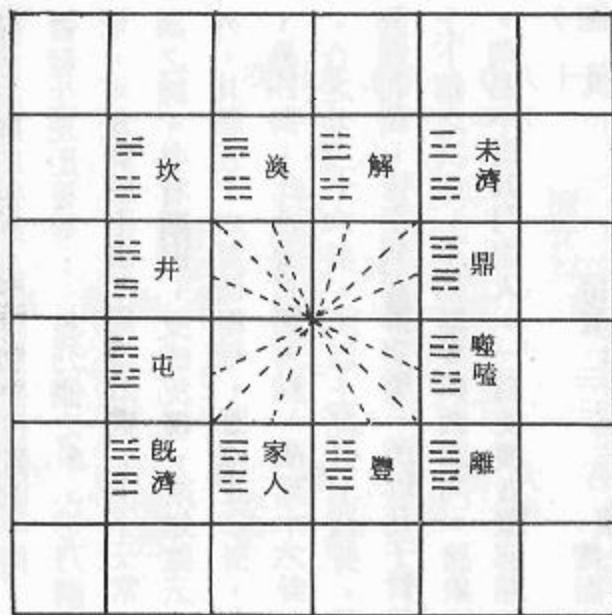 坎 渙 解 未濟
井 鼎
屯 噬嗑
既濟 家人 豐 離